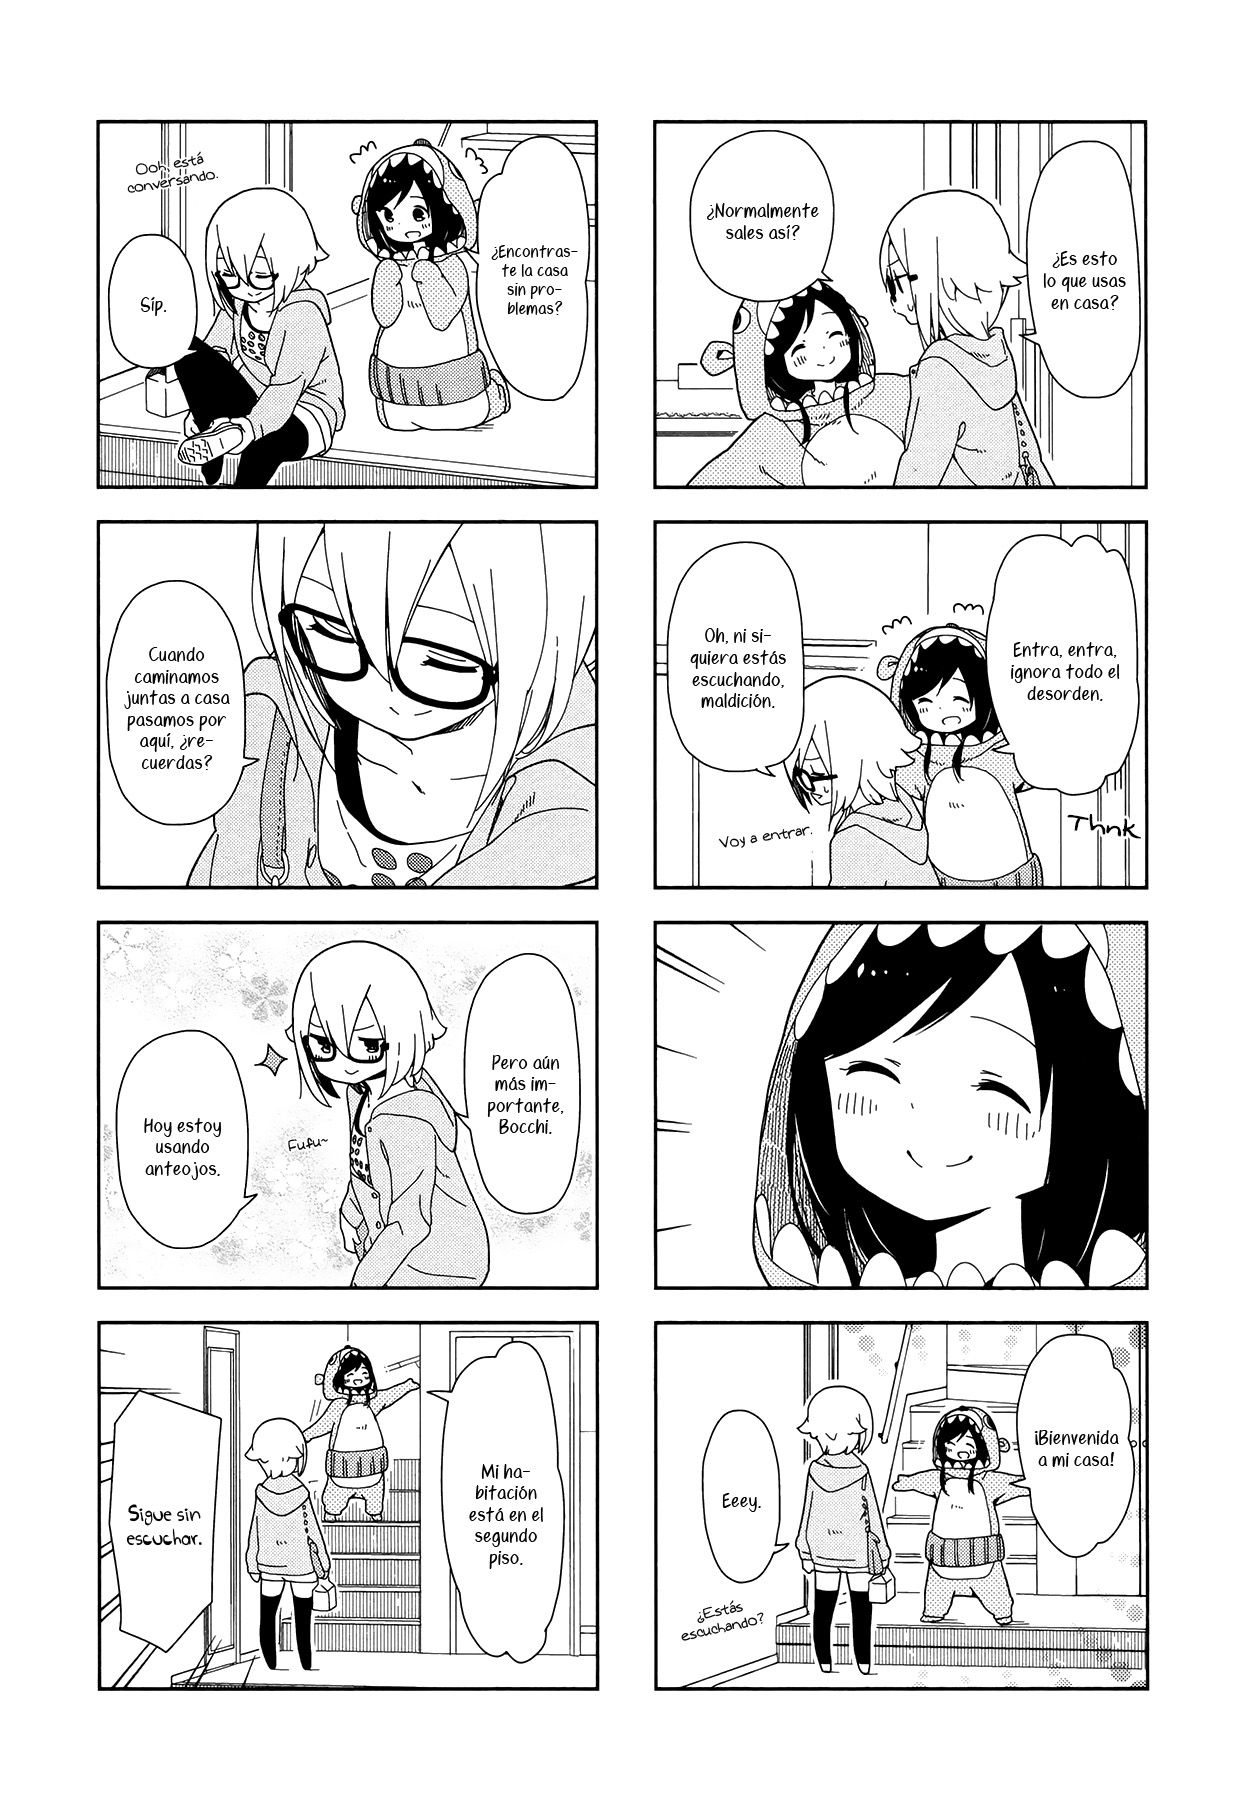 ¿Es esto
lo que usas
en casa?
¿Normalmente
sales así?
Entra, entra,
ignora todo el
desorden.
Oh, ni si-
quiera estás
escuchando,
maldición.
Voy a entrar.
Thnk
¡Bienvenida
a mi casa!
Eeey.
¿Estás
escuchando?
¿Encontras-
te la casa
sin pro-
blemas?
Ooh, está
conversando.
Síp.
Cuando
caminamos
juntas a casa
pasamos por
aquí, ¿re-
cuerdas?
Pero aún
más im-
portante,
Bocchi.
Fufu~
Hoy estoy
usando
anteojos.
Mi ha-
bitación
está en el
segundo
piso.
Sigue sin
escuchar.